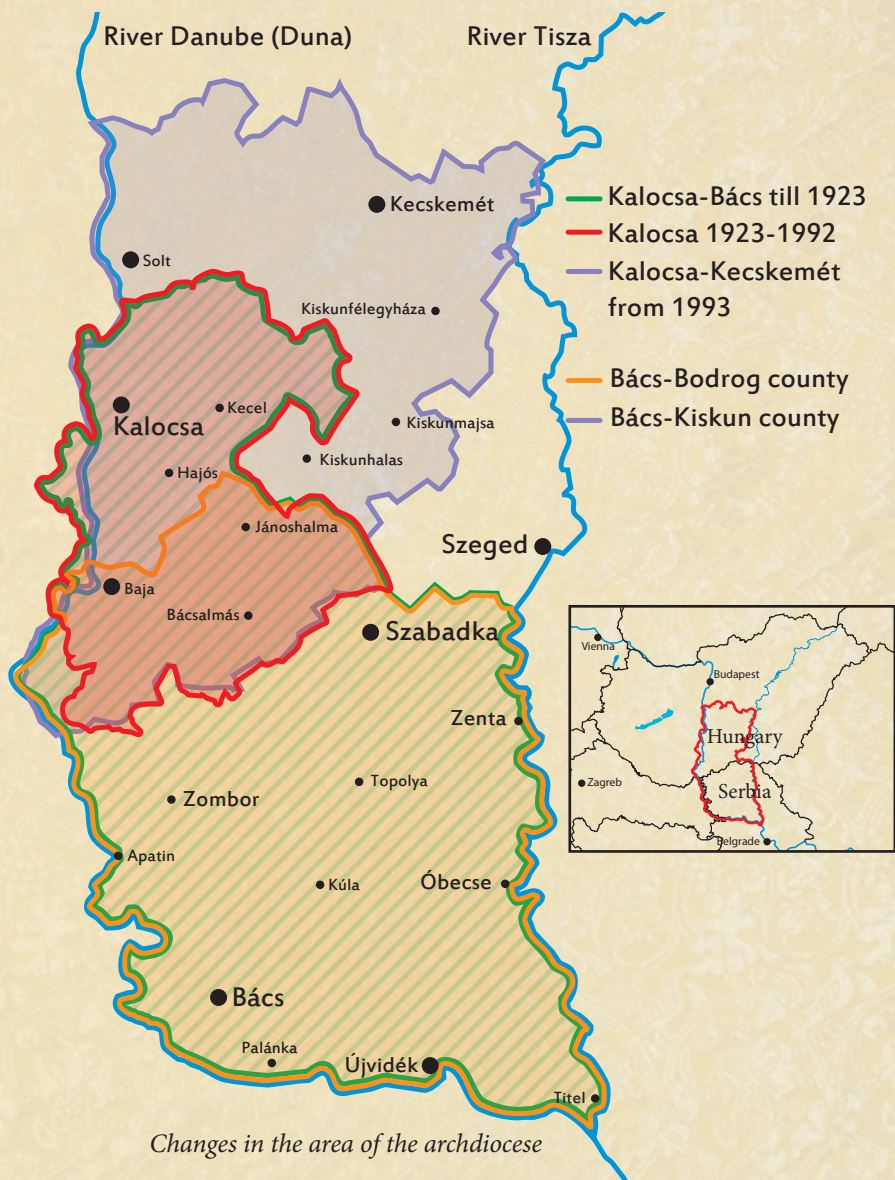 River Danube (Duna)
River Tisza
Kecskemét
Solt
Kiskunfélegyháza
Kecel
Kalocsa
Kiskunmajsa
Kiskunhalas
Hajós
Jánoshalma
Szeged
Baja
Bácsalmás
Szabadka
Zenta
Topolya
Zombor
Apatin
Kúla
Óbecse
Bács
Palánka
Újvidék
Titel
Kalocsa-Bács till 1923
Kalocsa 1923-1992
Kalocsa-Kecskemét
from 1993
Bács-Bodrog county
Bács-Kiskun county
Vienna
Budapest
Hungary
Zagreb
Serbia
Belgrade
Changes in the area of the archdiocese